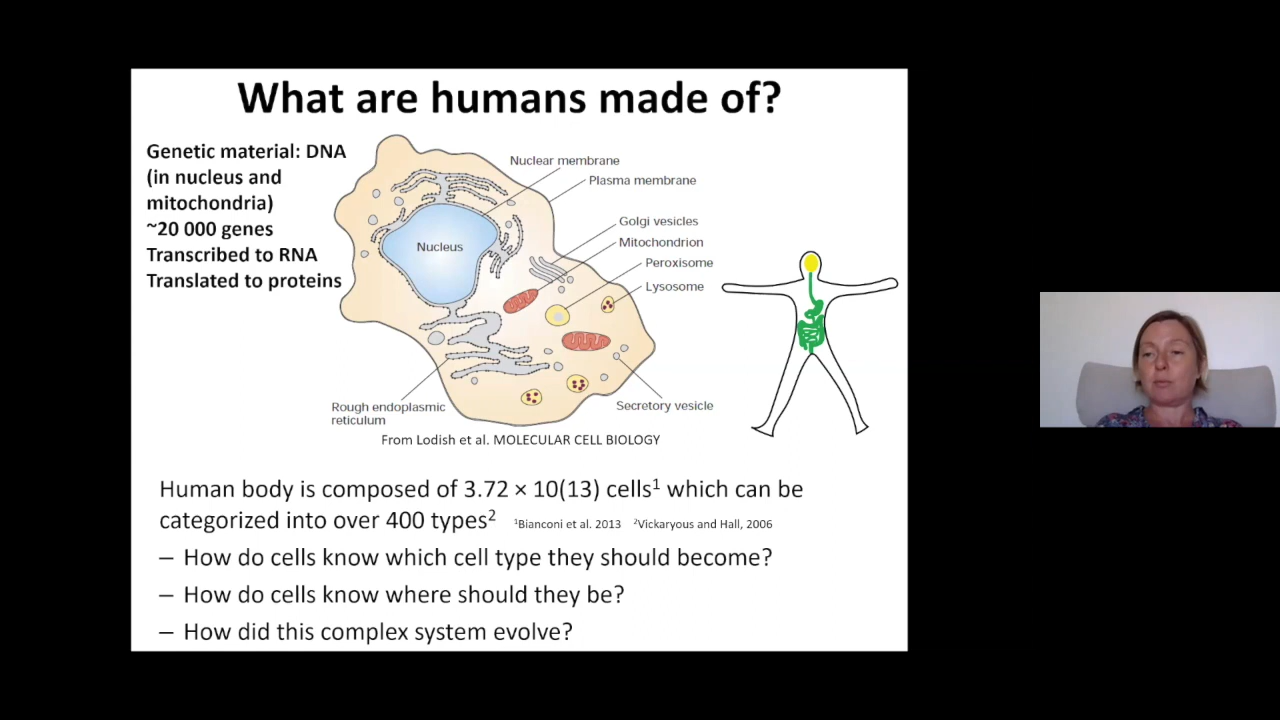 What are humans made of?
Genetic material: DNA
(in nucleus and
mitochondria)
~20 000 genes
Transcribed to RNA
Translated to proteins
Nuclear membrane
Plasma membrane
Golgi vesicles
Mitochondrion
Peroxisome
Lysosome
Nucleus
Rough endoplasmic
reticulum
Secretory vesicle
From Lodish et al. MOLECULAR CELL BIOLOGY
Human body is composed of 3.72 × 10(13) cells¹ which can be
categorized into over 400 types² ¹Bianconi et al. 2013 ²Vickaryous and Hall, 2006
– How do cells know which cell type they should become?
– How do cells know where should they be?
– How did this complex system evolve?